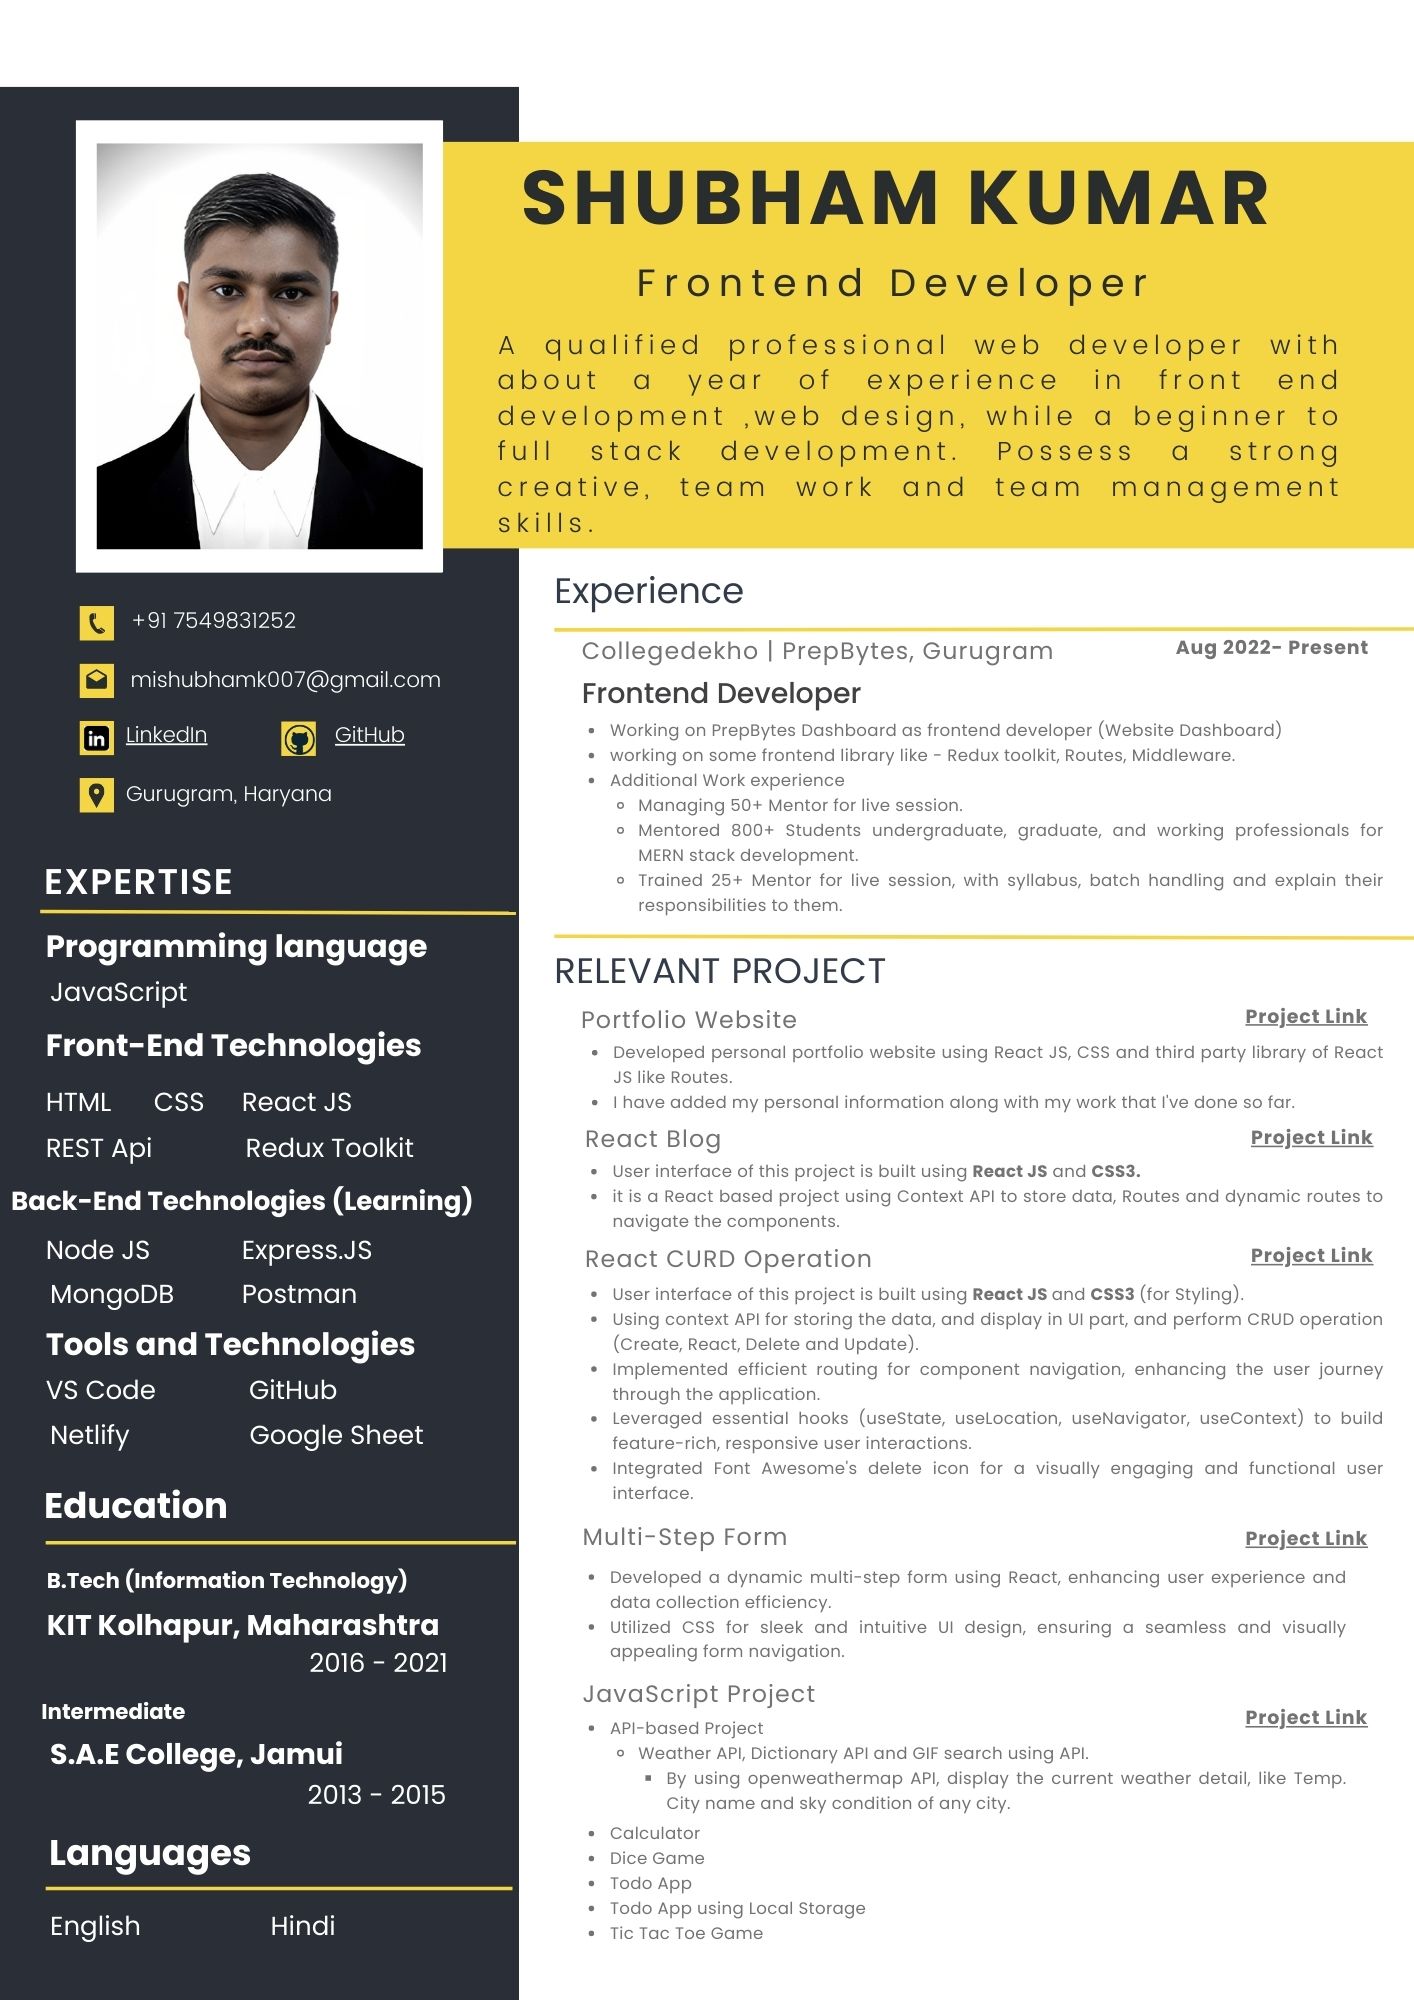 SHUBHAM KUMAR
Frontend Developer
A qualified professional web developer with
about a year of experience in front end
development ,web design, while a beginner to
full stack development. Possess a strong
creative, team work and team management
skills.
+91 7549831252
mishubhamk007@gmail.com
LinkedIn GitHub
Gurugram, Haryana
EXPERTISE
Programming language
JavaScript
Front-End Technologies
HTML CSS React JS
REST Api Redux Toolkit
Back-End Technologies (Learning)
Node JS Express.JS
MongoDB Postman
Tools and Technologies
VS Code GitHub
Netlify Google Sheet
Education
B.Tech (Information Technology)
KIT Kolhapur, Maharashtra
2016 - 2021
Intermediate
S.A.E College, Jamui
2013 - 2015
Languages
English Hindi
Experience
Collegedekho | PrepBytes, Gurugram Aug 2022- Present
Frontend Developer
• Working on PrepBytes Dashboard as frontend developer (Website Dashboard)
• working on some frontend library like - Redux toolkit, Routes, Middleware.
• Additional Work experience
Managing 50+ Mentor for live session.
Mentored 800+ Students undergraduate, graduate, and working professionals for
MERN stack development.
Trained 25+ Mentor for live session, with syllabus, batch handling and explain their
responsibilities to them.
RELEVANT PROJECT
Portfolio Website Project Link
• Developed personal portfolio website using React JS, CSS and third party library of React
JS like Routes.
• I have added my personal information along with my work that I've done so far.
React Blog Project Link
• User interface of this project is built using React JS and CSS3.
• it is a React based project using Context API to store data, Routes and dynamic routes to
navigate the components.
React CURD Operation Project Link
• User interface of this project is built using React JS and CSS3 (for Styling).
• Using context API for storing the data, and display in UI part, and perform CRUD operation
(Create, React, Delete and Update).
• Implemented efficient routing for component navigation, enhancing the user journey
through the application.
• Leveraged essential hooks (useState, useLocation, useNavigator, useContext) to build
feature-rich, responsive user interactions.
• Integrated Font Awesome's delete icon for a visually engaging and functional user
interface.
Multi-Step Form Project Link
• Developed a dynamic multi-step form using React, enhancing user experience and
data collection efficiency.
• Utilized CSS for sleek and intuitive UI design, ensuring a seamless and visually
appealing form navigation.
JavaScript Project Project Link
• API-based Project
Weather API, Dictionary API and GIF search using API.
By using openweathermap API, display the current weather detail, like Temp.
City name and sky condition of any city.
• Calculator
• Dice Game
• Todo App
• Todo App using Local Storage
• Tic Tac Toe Game